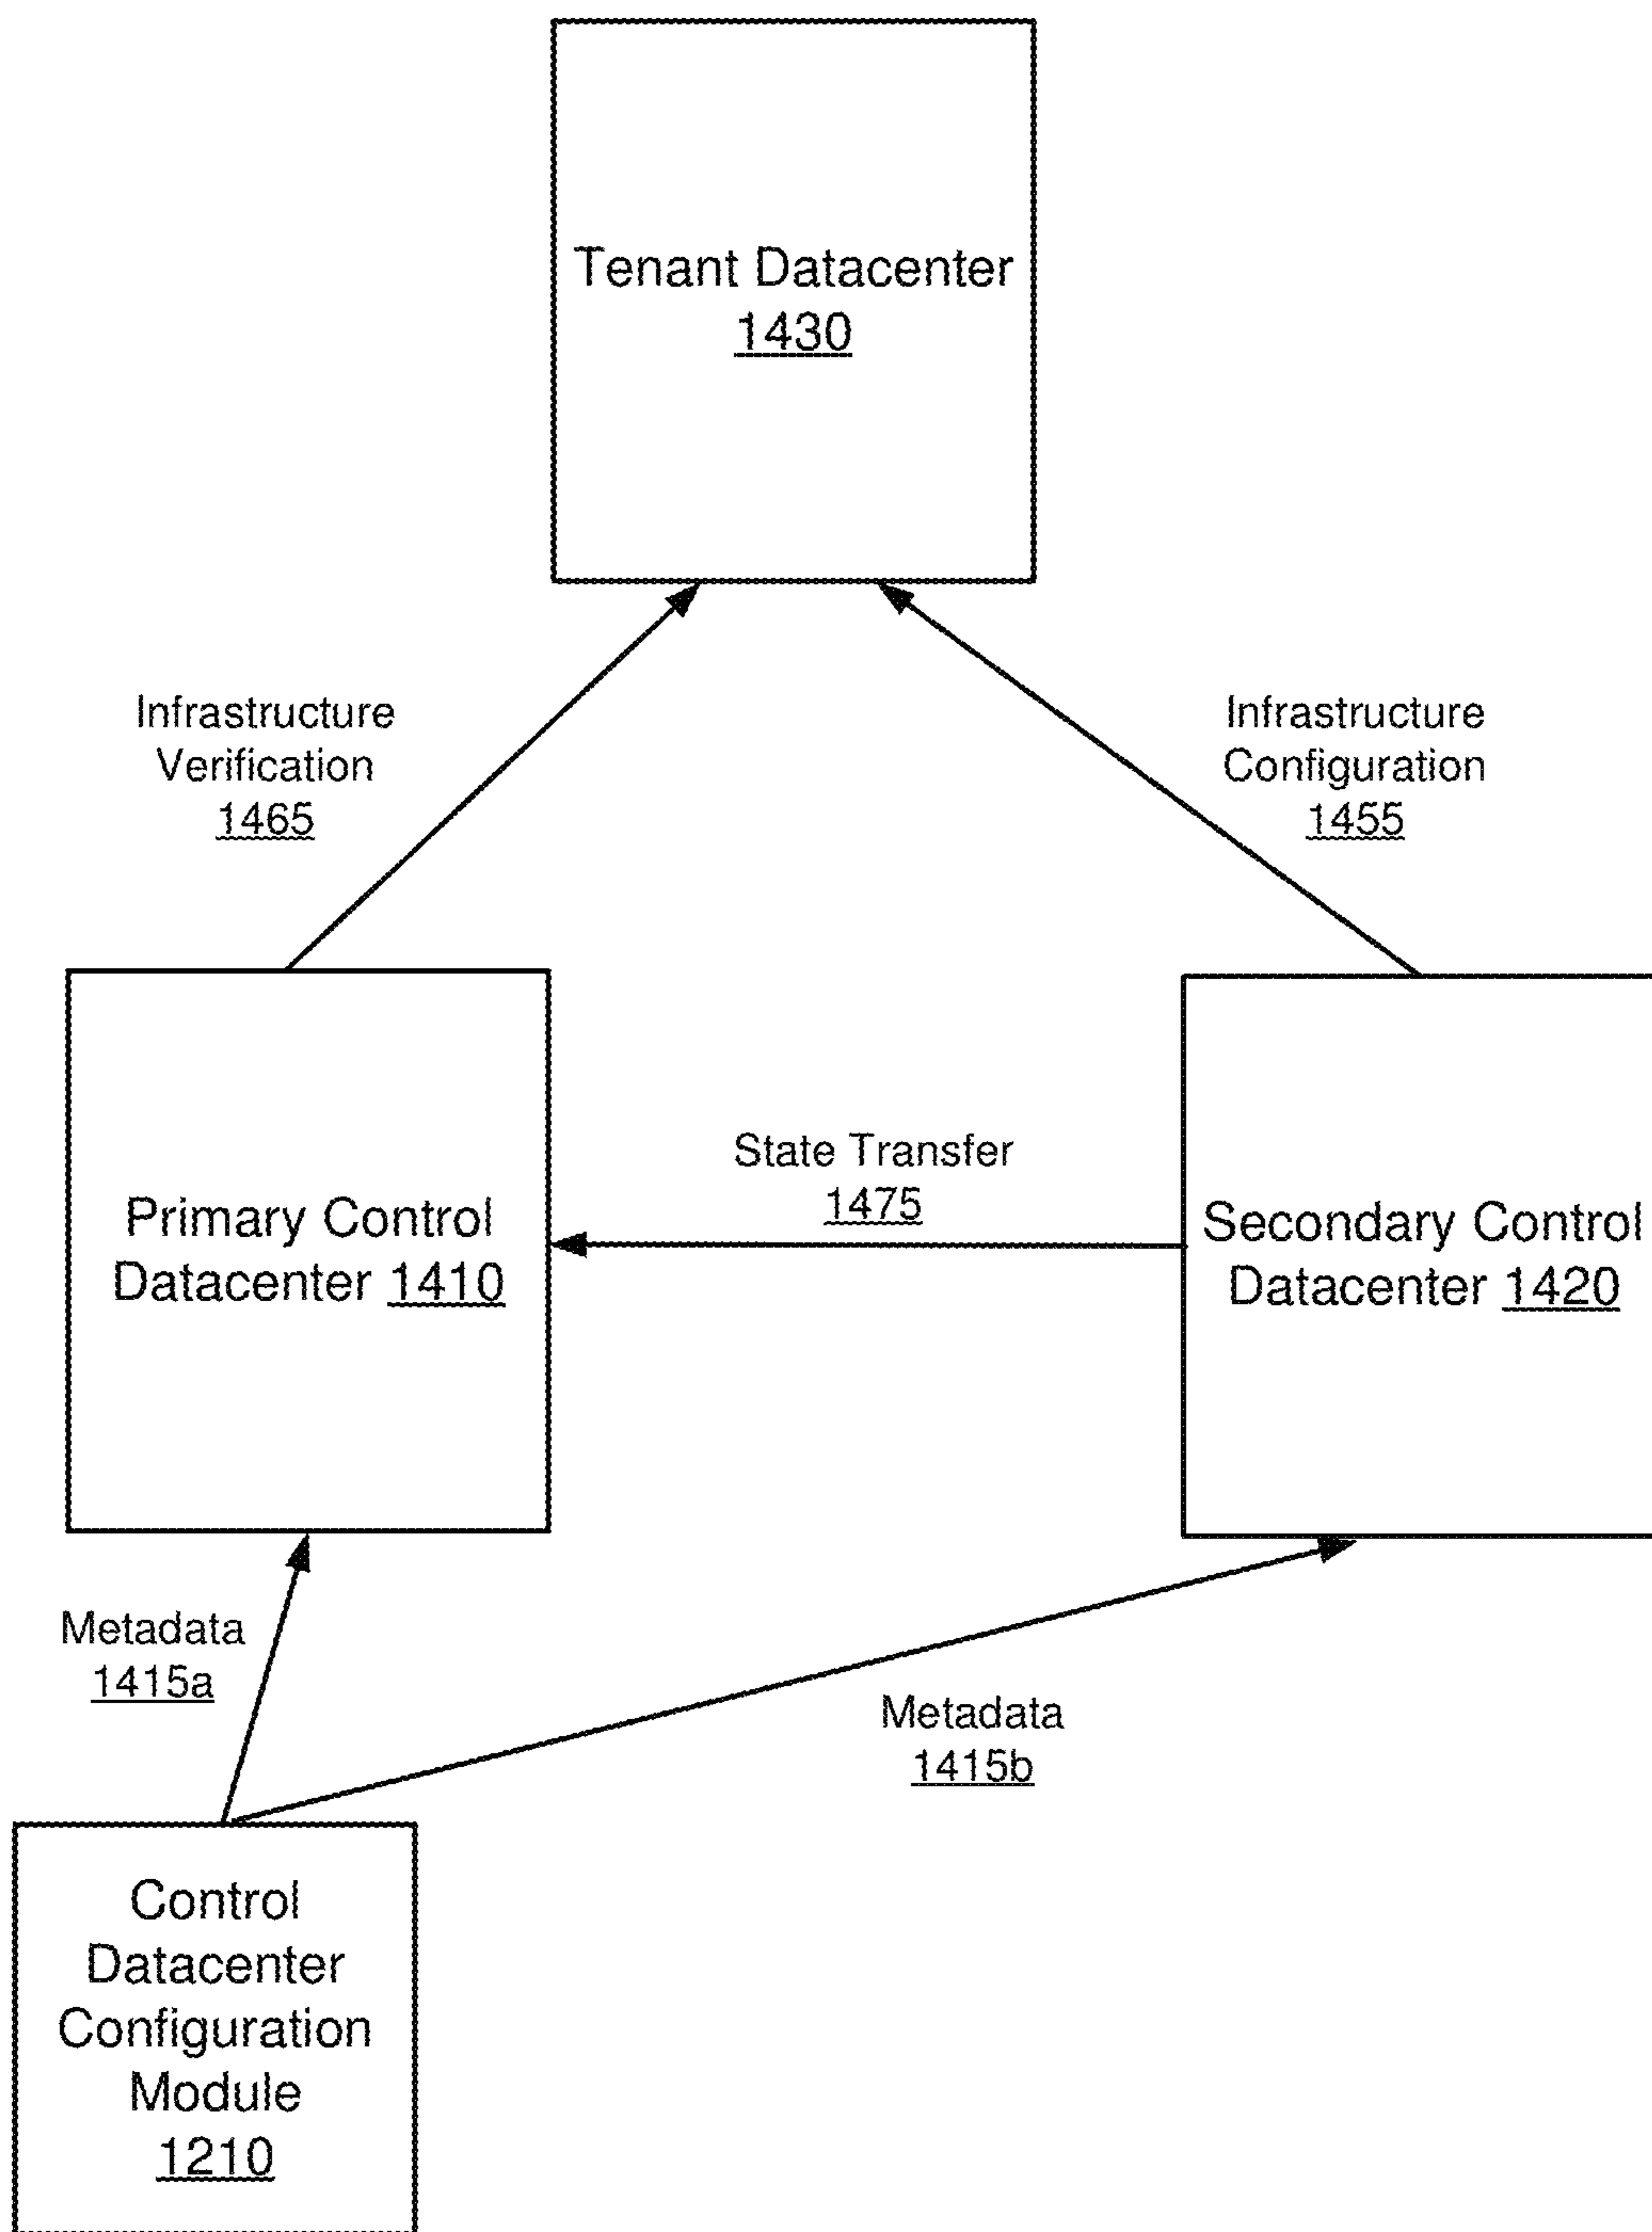 Tenant Datacenter
1430
Infrastructure
Verification
1465
Infrastructure
Configuration
1455
State Transfer
1475
Primary Control
Datacenter 1410
Secondary Control
Datacenter 1420
Metadata
1415a
Metadata
1415b
Control
Datacenter
Configuration
Module
1210